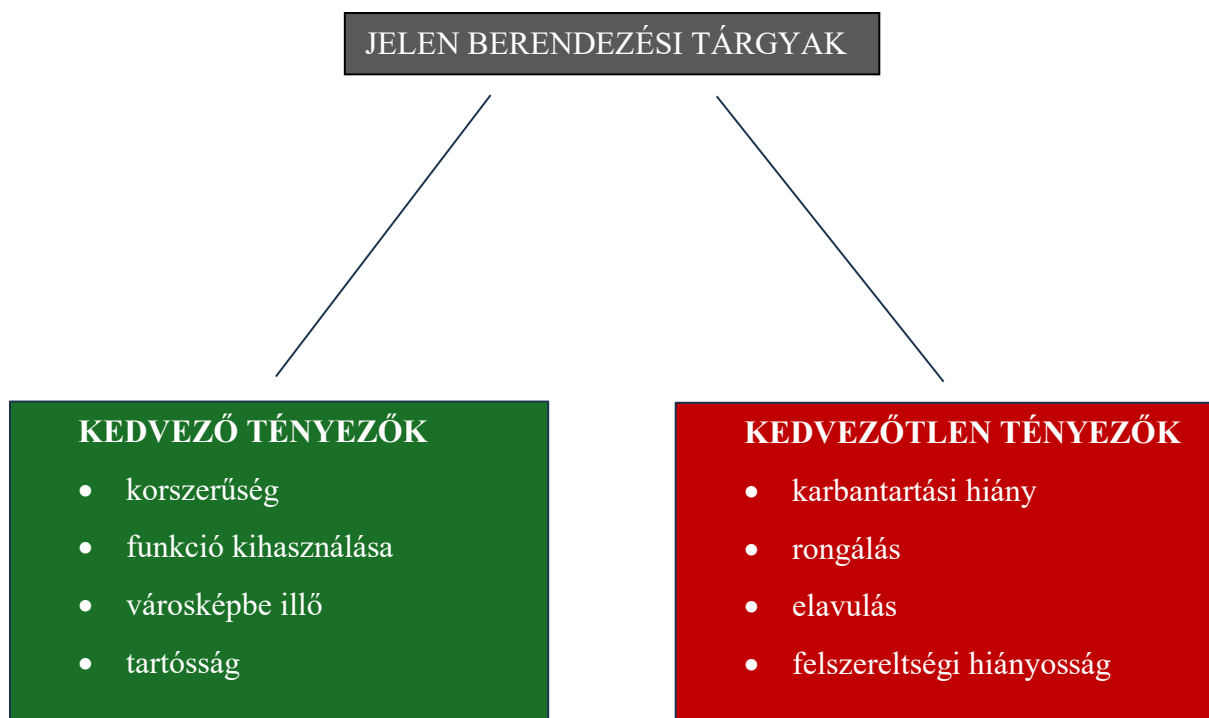 JELEN BERENDEZÉSI TÁRGYAK
KEDVEZŐ TÉNYEZŐK
• korszerűség
• funkció kihasználása
• városképbe illő
• tartósság
KEDVEZŐTLEN TÉNYEZŐK
• karbantartási hiány
• rongálás
• elavulás
• felszereltségi hiányosság